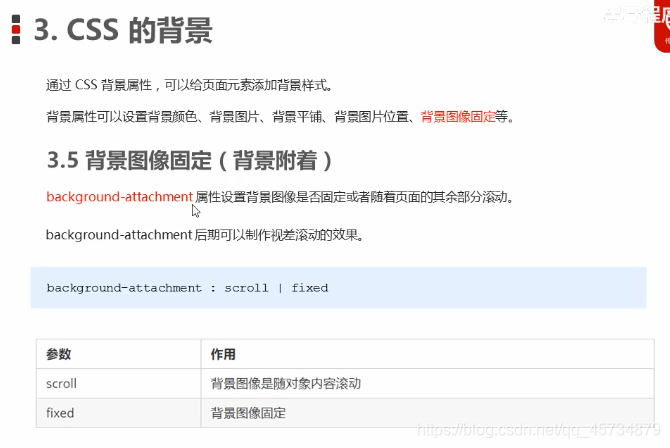 3. CSS 的背景
通过 CSS 背景属性，可以给页面元素添加背景样式。
背景属性可以设置背景颜色、背景图片、背景平铺、背景图片位置、背景图像固定等。
3.5 背景图像固定（背景附着）
background-attachment 属性设置背景图像是否固定或者随着页面的其余部分滚动。
background-attachment 后期可以制作视差滚动的效果。
background-attachment : scroll | fixed
参数 作用
scroll 背景图像是随对象内容滚动
fixed 背景图像固定
https://blog.csdn.net/qq_45734879